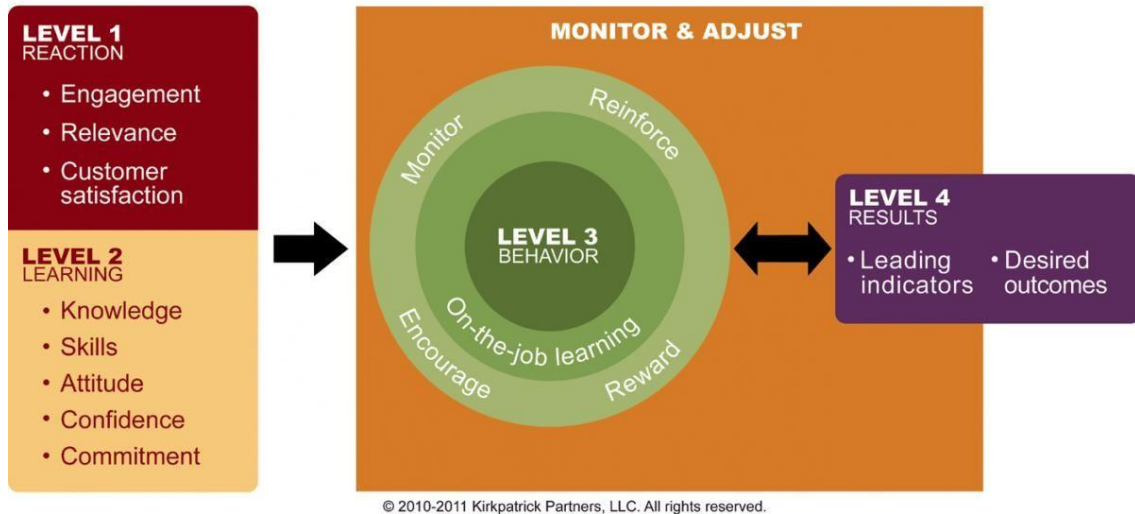 LEVEL 1
REACTION
• Engagement
• Relevance
• Customer
satisfaction
LEVEL 2
LEARNING
• Knowledge
• Skills
• Attitude
• Confidence
• Commitment
MONITOR & ADJUST
Monitor
Reinforce
Encourage
Reward
On-the-job learning
LEVEL 3
BEHAVIOR
LEVEL 4
RESULTS
• Leading
indicators
• Desired
outcomes
© 2010-2011 Kirkpatrick Partners, LLC. All rights reserved.